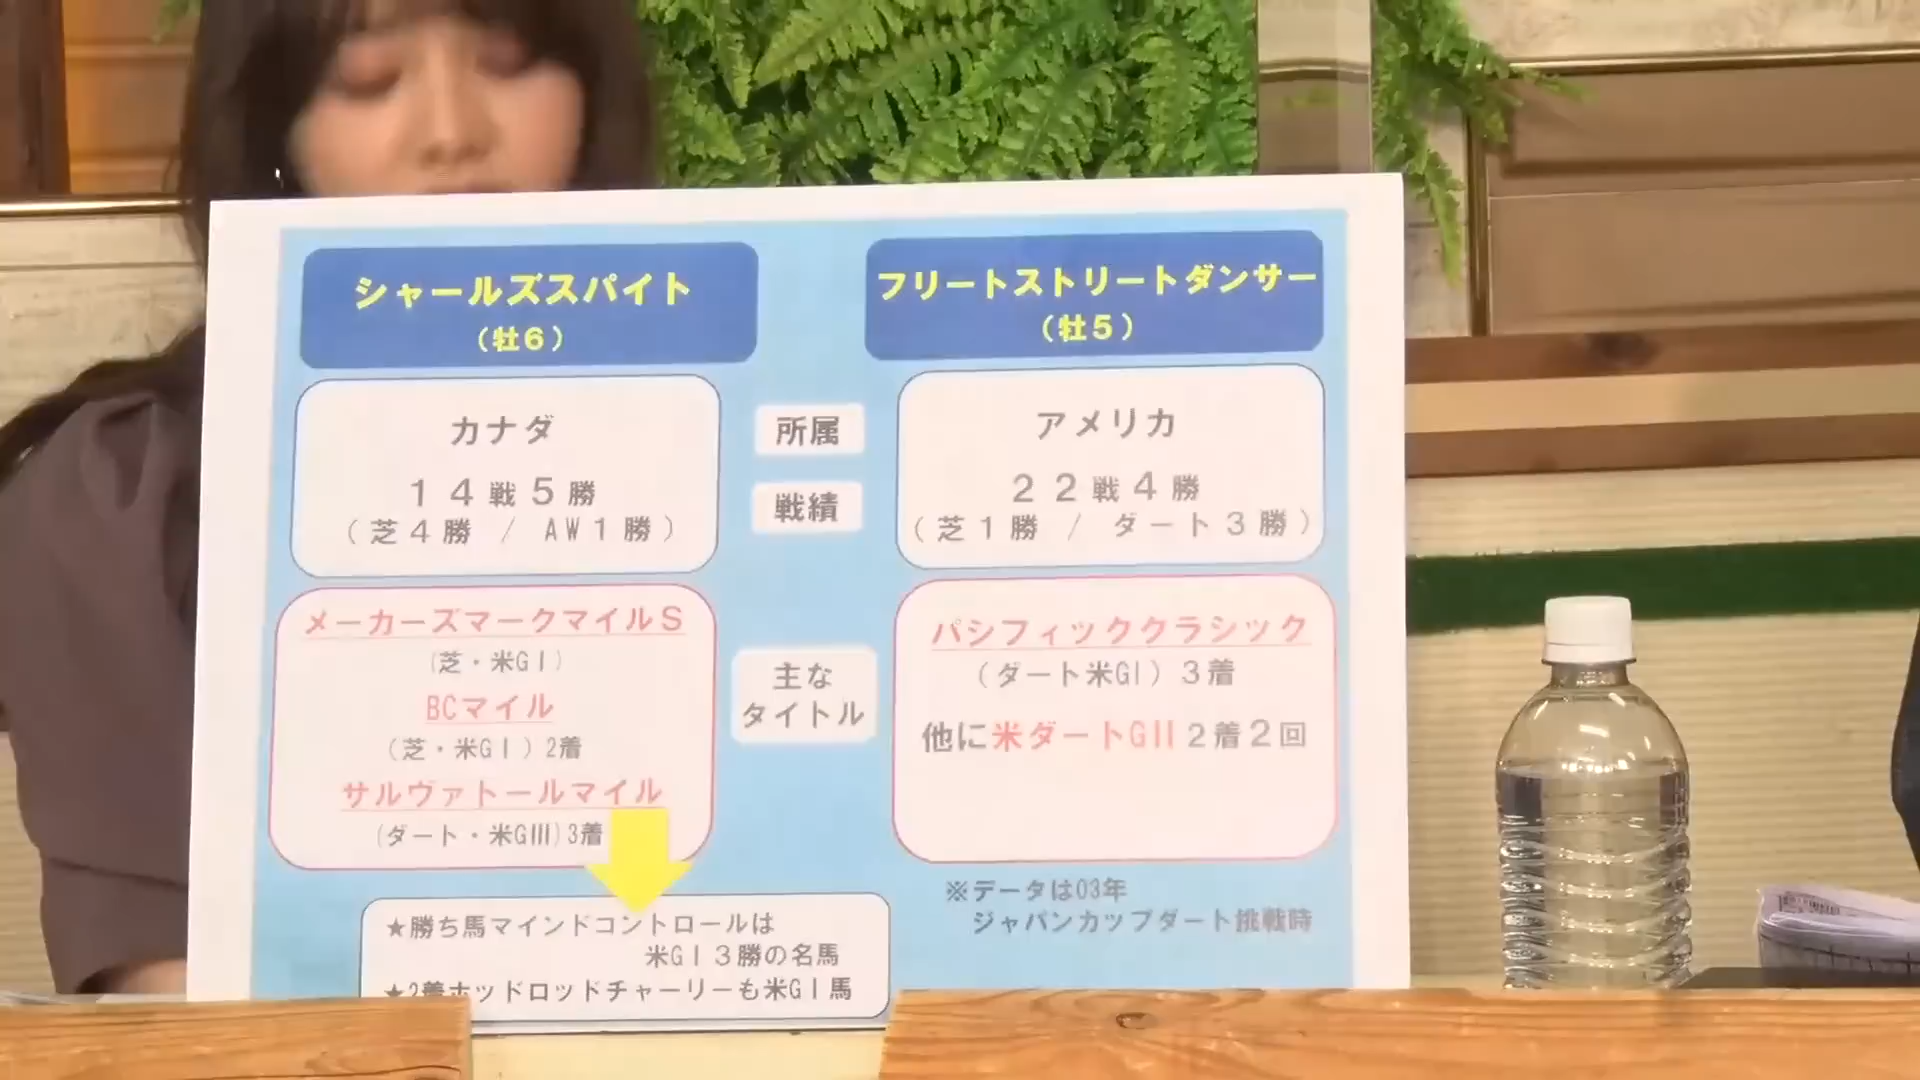 シャールズスパイト
（牡6）
フリートストリートダンサー
（牡5）
カナダ
所属
アメリカ
14戦5勝
（芝4勝 / AW1勝）
戦績
22戦4勝
（芝1勝 / ダート3勝）
メーカーズマークマイルS
（芝・米GⅠ）
BCマイル
（芝・米GⅠ）2着
サルヴァトールマイル
（ダート・米GⅢ）3着
主な
タイトル
パシフィッククラシック
（ダート米GⅠ）3着
他に米ダートGⅡ2着2回
★勝ち馬マインドコントロールは
米GⅠ3勝の名馬
★2着ホッドロッドチャーリーも米GⅠ馬
※データは03年
ジャパンカップダート挑戦時